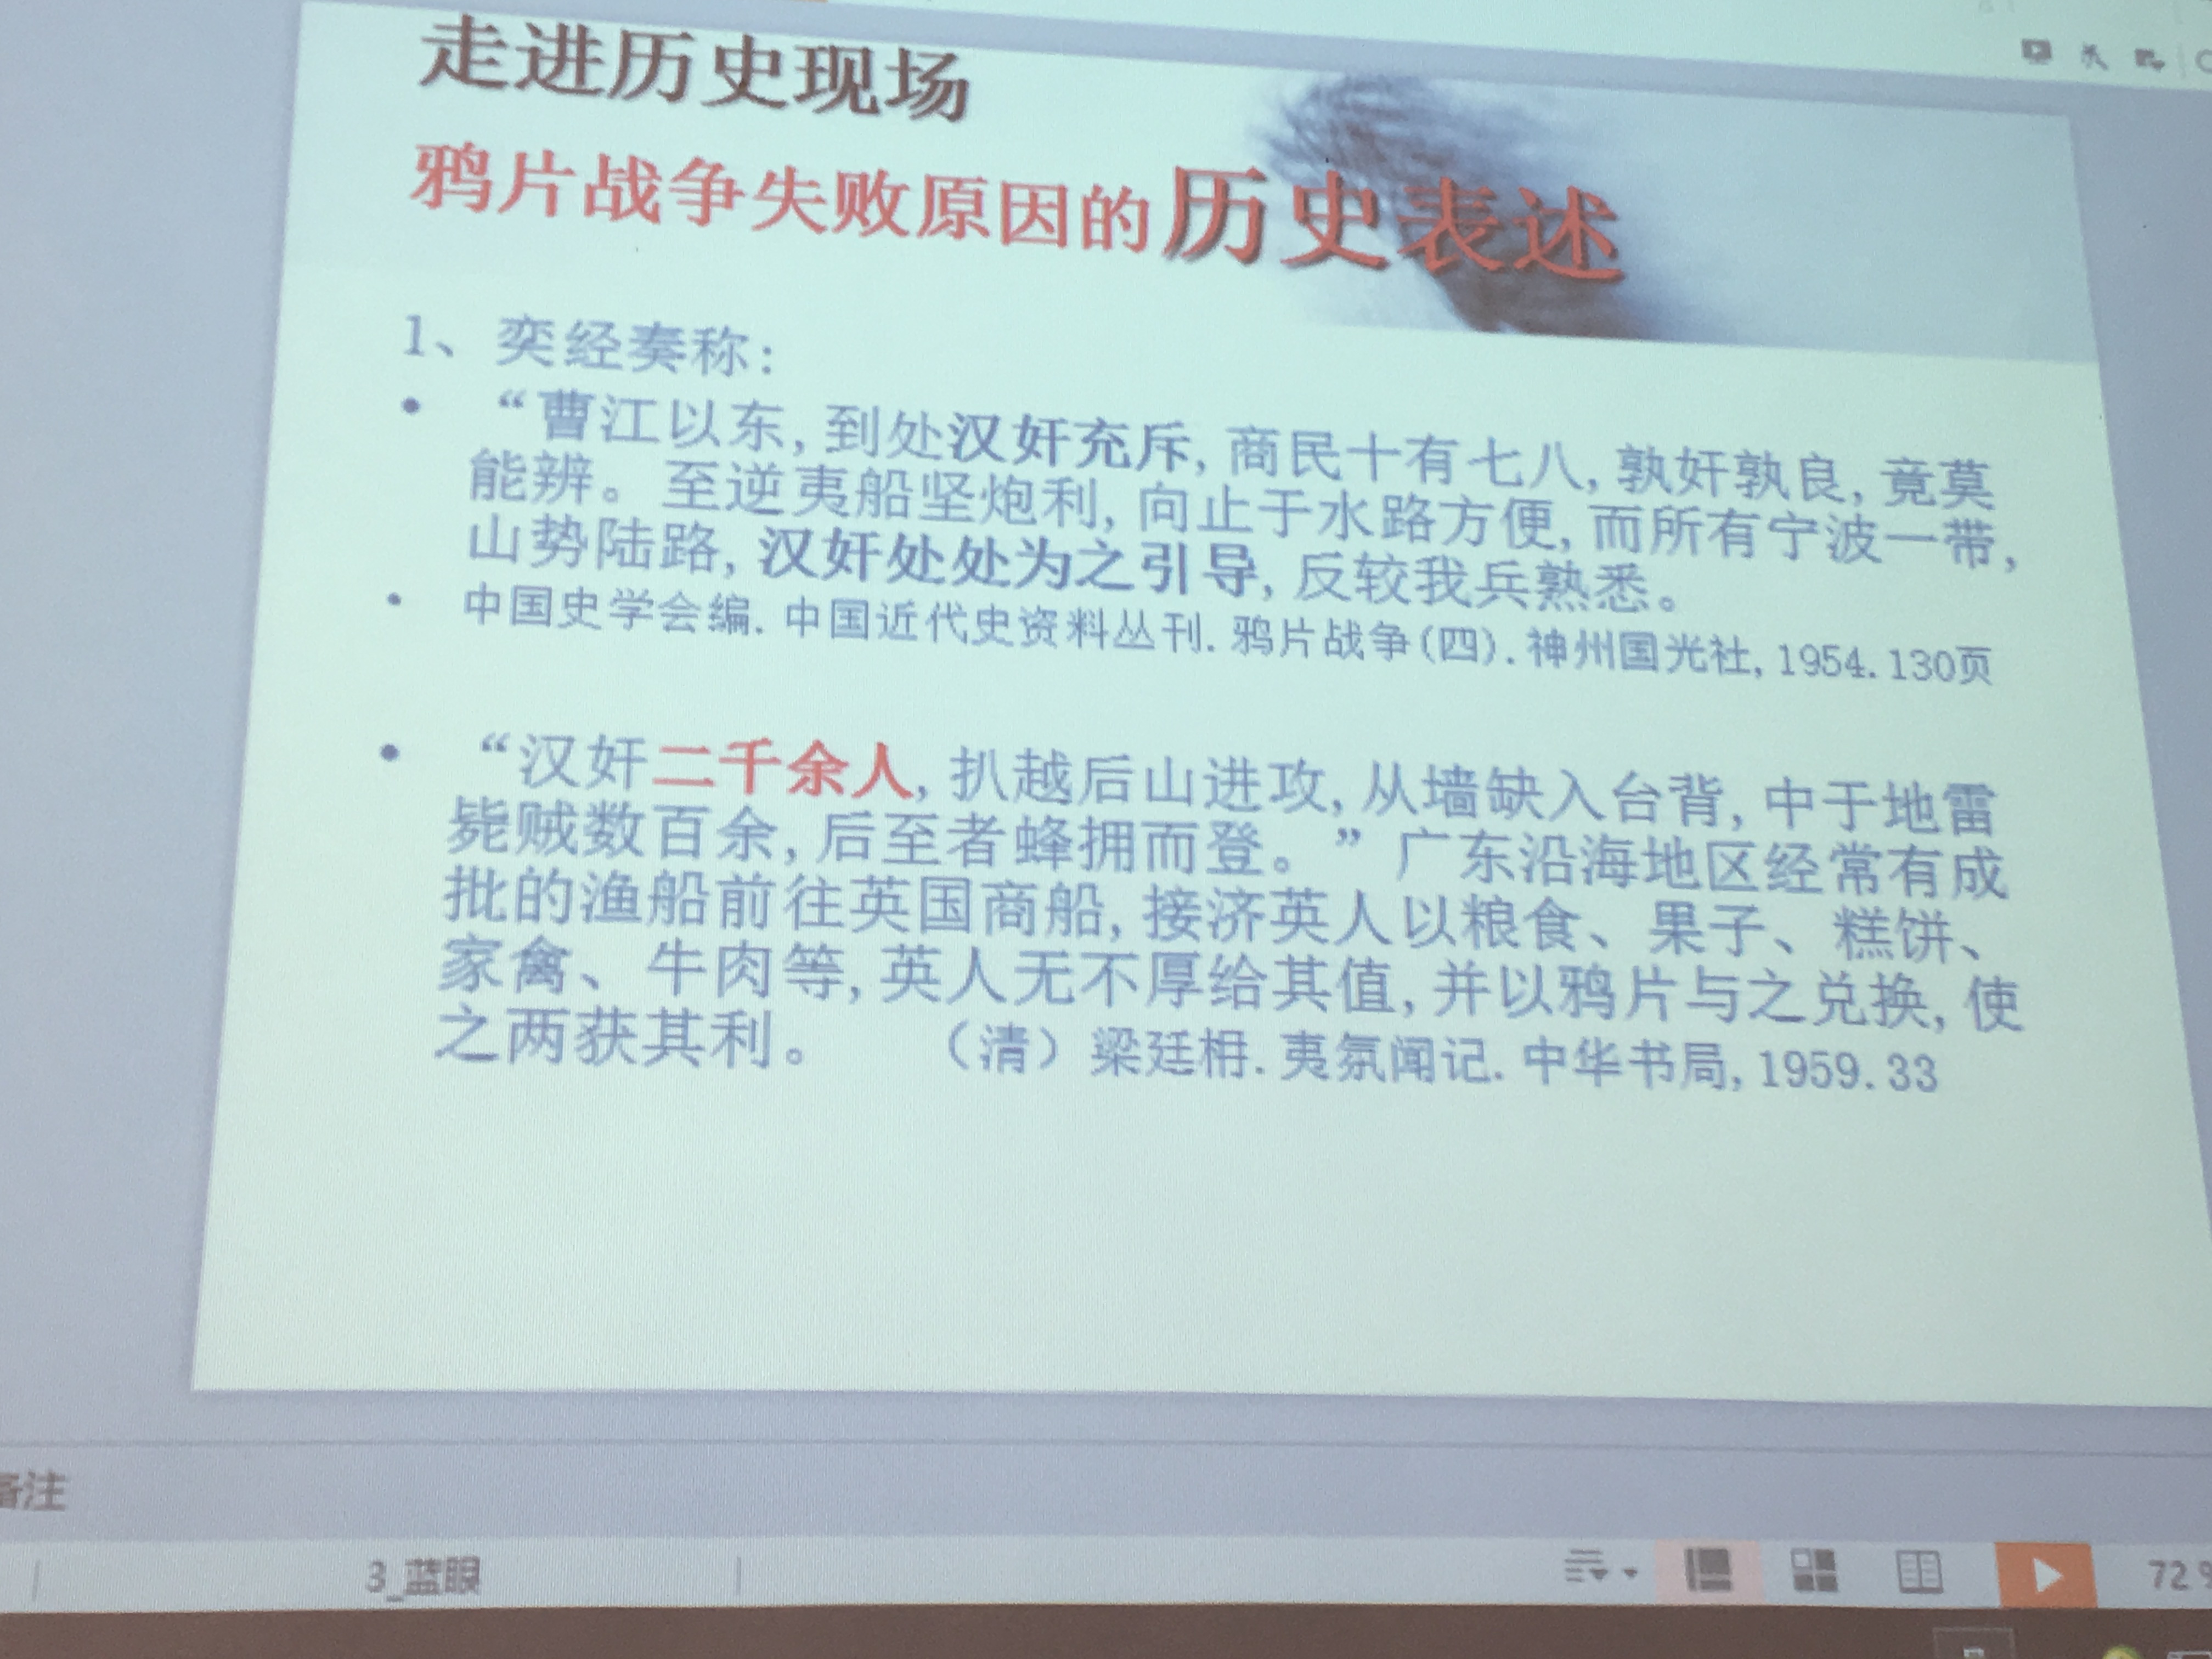 走进历史现场
鸦片战争失败原因的历史表述
1、奕经奏称：
• “曹江以东，到处汉奸充斥，商民十有七八，孰奸孰良，竟莫
能辨。至逆夷船坚炮利，向止于水路方便，而所有宁波一带，
山势陆路，汉奸处处为之引导，反较我兵熟悉。
• 中国史学会编．中国近代史资料丛刊．鸦片战争(四)．神州国光社，1954．130页
• “汉奸二千余人，扒越后山进攻，从墙缺入台背，中于地雷
毙贼数百余，后至者蜂拥而登。”广东沿海地区经常有成
批的渔船前往英国商船，接济英人以粮食、果子、糕饼、
家禽、牛肉等，英人无不厚给其值，并以鸦片与之兑换，使
之两获其利。 （清）梁廷枏．夷氛闻记．中华书局，1959．33
备注
3_蓝眼
72